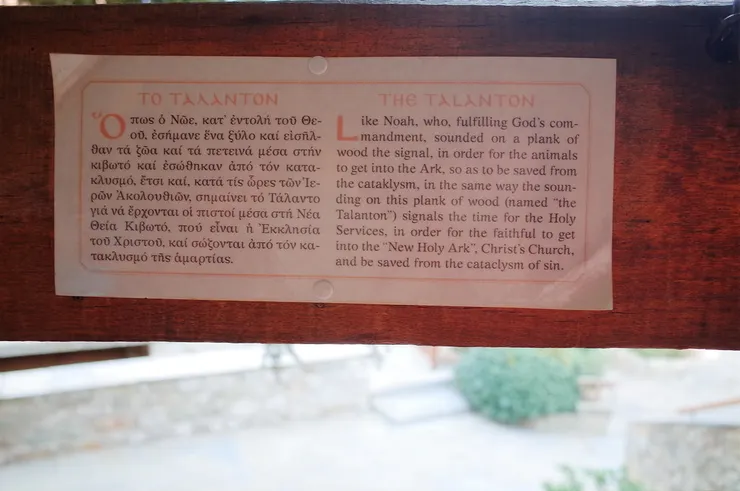 ΤΟ ΤΑΛΑΝΤΟΝ
Ὅπως ὁ Νῶε, κατ' ἐντολή τοῦ Θε-
οῦ, ἐσήμανε ἕνα ξύλο καί εἰσῆλ-
θαν τά ζῶα καί τά πετεινά μέσα στήν
κιβωτό καί ἐσώθηκαν ἀπό τόν κατα-
κλυσμό, ἔτσι καί, κατά τίς ὧρες τῶν Ἱε-
ρῶν Ἀκολουθιῶν, σημαίνει τό Τάλαντο
γιά νά ἔρχονται οἱ πιστοί μέσα στή Νέα
Θεία Κιβωτό, πού εἶναι ἡ Ἐκκλησία
τοῦ Χριστοῦ, καί σώζονται ἀπό τόν κα-
τακλυσμό τῆς ἁμαρτίας.
THE TALANTON
Like Noah, who, fulfilling God's com-
mandment, sounded on a plank of
wood the signal, in order for the animals
to get into the Ark, so as to be saved from
the cataklysm, in the same way the soun-
ding on this plank of wood (named "the
Talanton") signals the time for the Holy
Services, in order for the faithful to get
into the "New Holy Ark", Christ's Church,
and be saved from the cataclysm of sin.